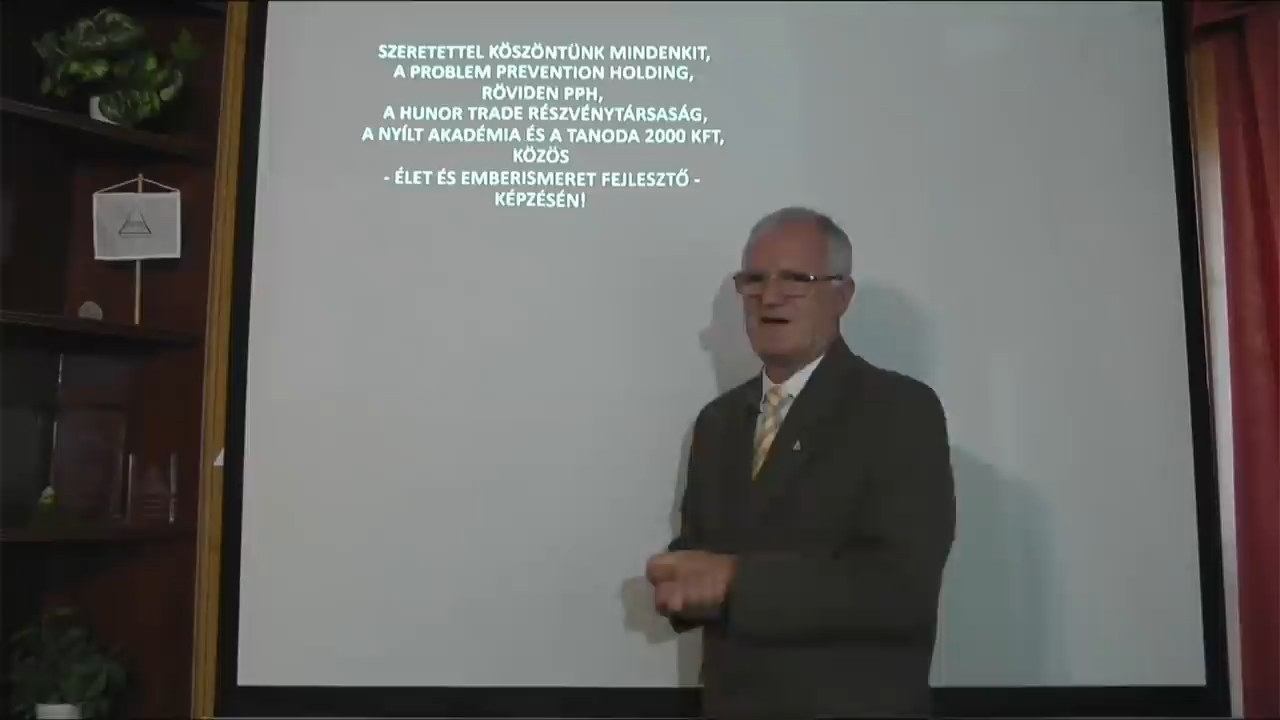 SZERETETTEL KÖSZÖNTÜNK MINDENKIT,
A PROBLEM PREVENTION HOLDING,
RÖVIDEN PPH,
A HUNOR TRADE RÉSZVÉNYTÁRSASÁG,
A NYÍLT AKADÉMIA ÉS A TANODA 2000 KFT,
KÖZÖS
- ÉLET ÉS EMBERISMERET FEJLESZTŐ -
KÉPZÉSÉN!